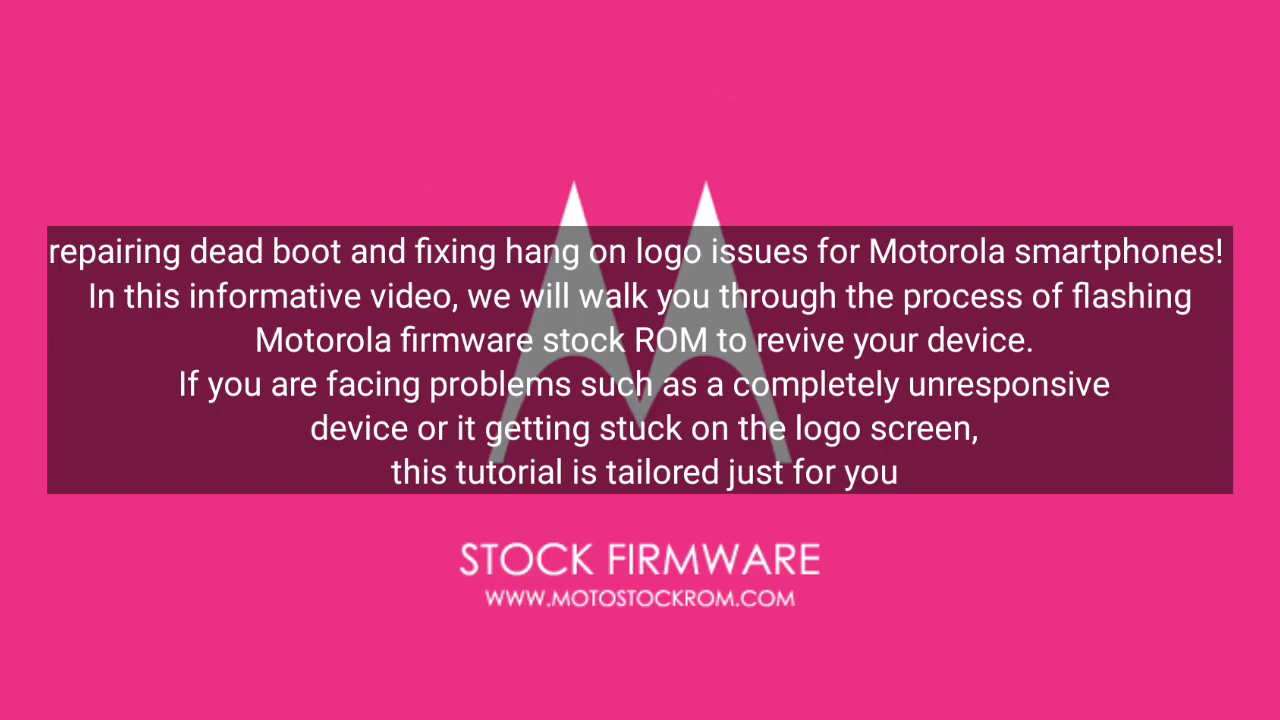 repairing dead boot and fixing hang on logo issues for Motorola smartphones!
In this informative video, we will walk you through the process of flashing
Motorola firmware stock ROM to revive your device.
If you are facing problems such as a completely unresponsive
device or it getting stuck on the logo screen,
this tutorial is tailored just for you
STOCK FIRMWARE
WWW.MOTOSTOCKROM.COM